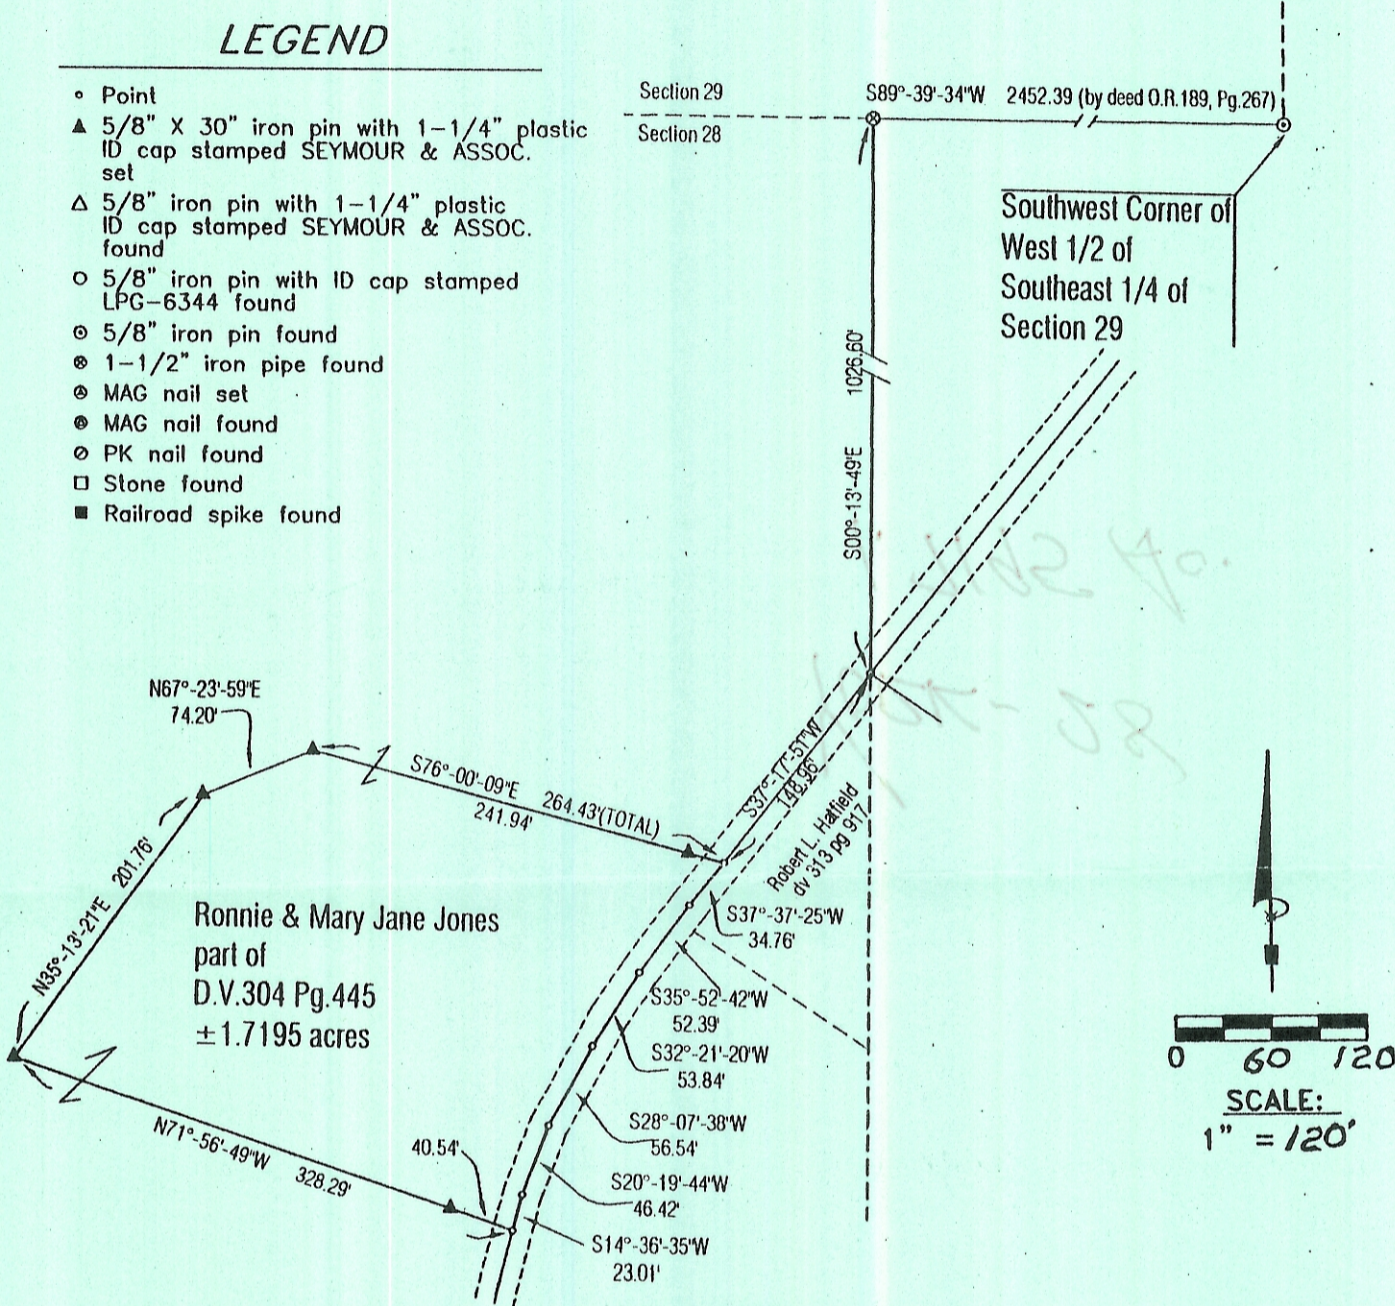 LEGEND
Point
5/8" X 30" iron pin with 1-1/4" plastic
ID cap stamped SEYMOUR & ASSOC.
set
5/8" iron pin with 1-1/4" plastic
ID cap stamped SEYMOUR & ASSOC.
found
5/8" iron pin with ID cap stamped
LPG-6344 found
5/8" iron pin found
1-1/2" iron pipe found
MAG nail set
MAG nail found
PK nail found
Stone found
Railroad spike found
Section 29
Section 28
S89°-39'-34"W 2452.39 (by deed O.R.189, Pg.267)
Southwest Corner of
West 1/2 of
Southeast 1/4 of
Section 29
1026.60'
S00°-13'-49"E
N67°-23'-59"E
74.20'
S76°-00'-09"E 264.43'(TOTAL)
241.94'
S37°-17'-51"W
148.96'
Robert L. Hatfield
dv 313 pg 917
N35°-13'-21"E 201.76'
Ronnie & Mary Jane Jones
part of
D.V.304 Pg.445
±1.7195 acres
S37°-37'-25"W
34.76'
S35°-52'-42"W
52.39'
S32°-21'-20"W
53.84'
S28°-07'-38"W
56.54'
S20°-19'-44"W
46.42'
S14°-36'-35"W
23.01'
N71°-56'-49"W 328.29'
40.54'
0 60 120
SCALE:
1" = 120'